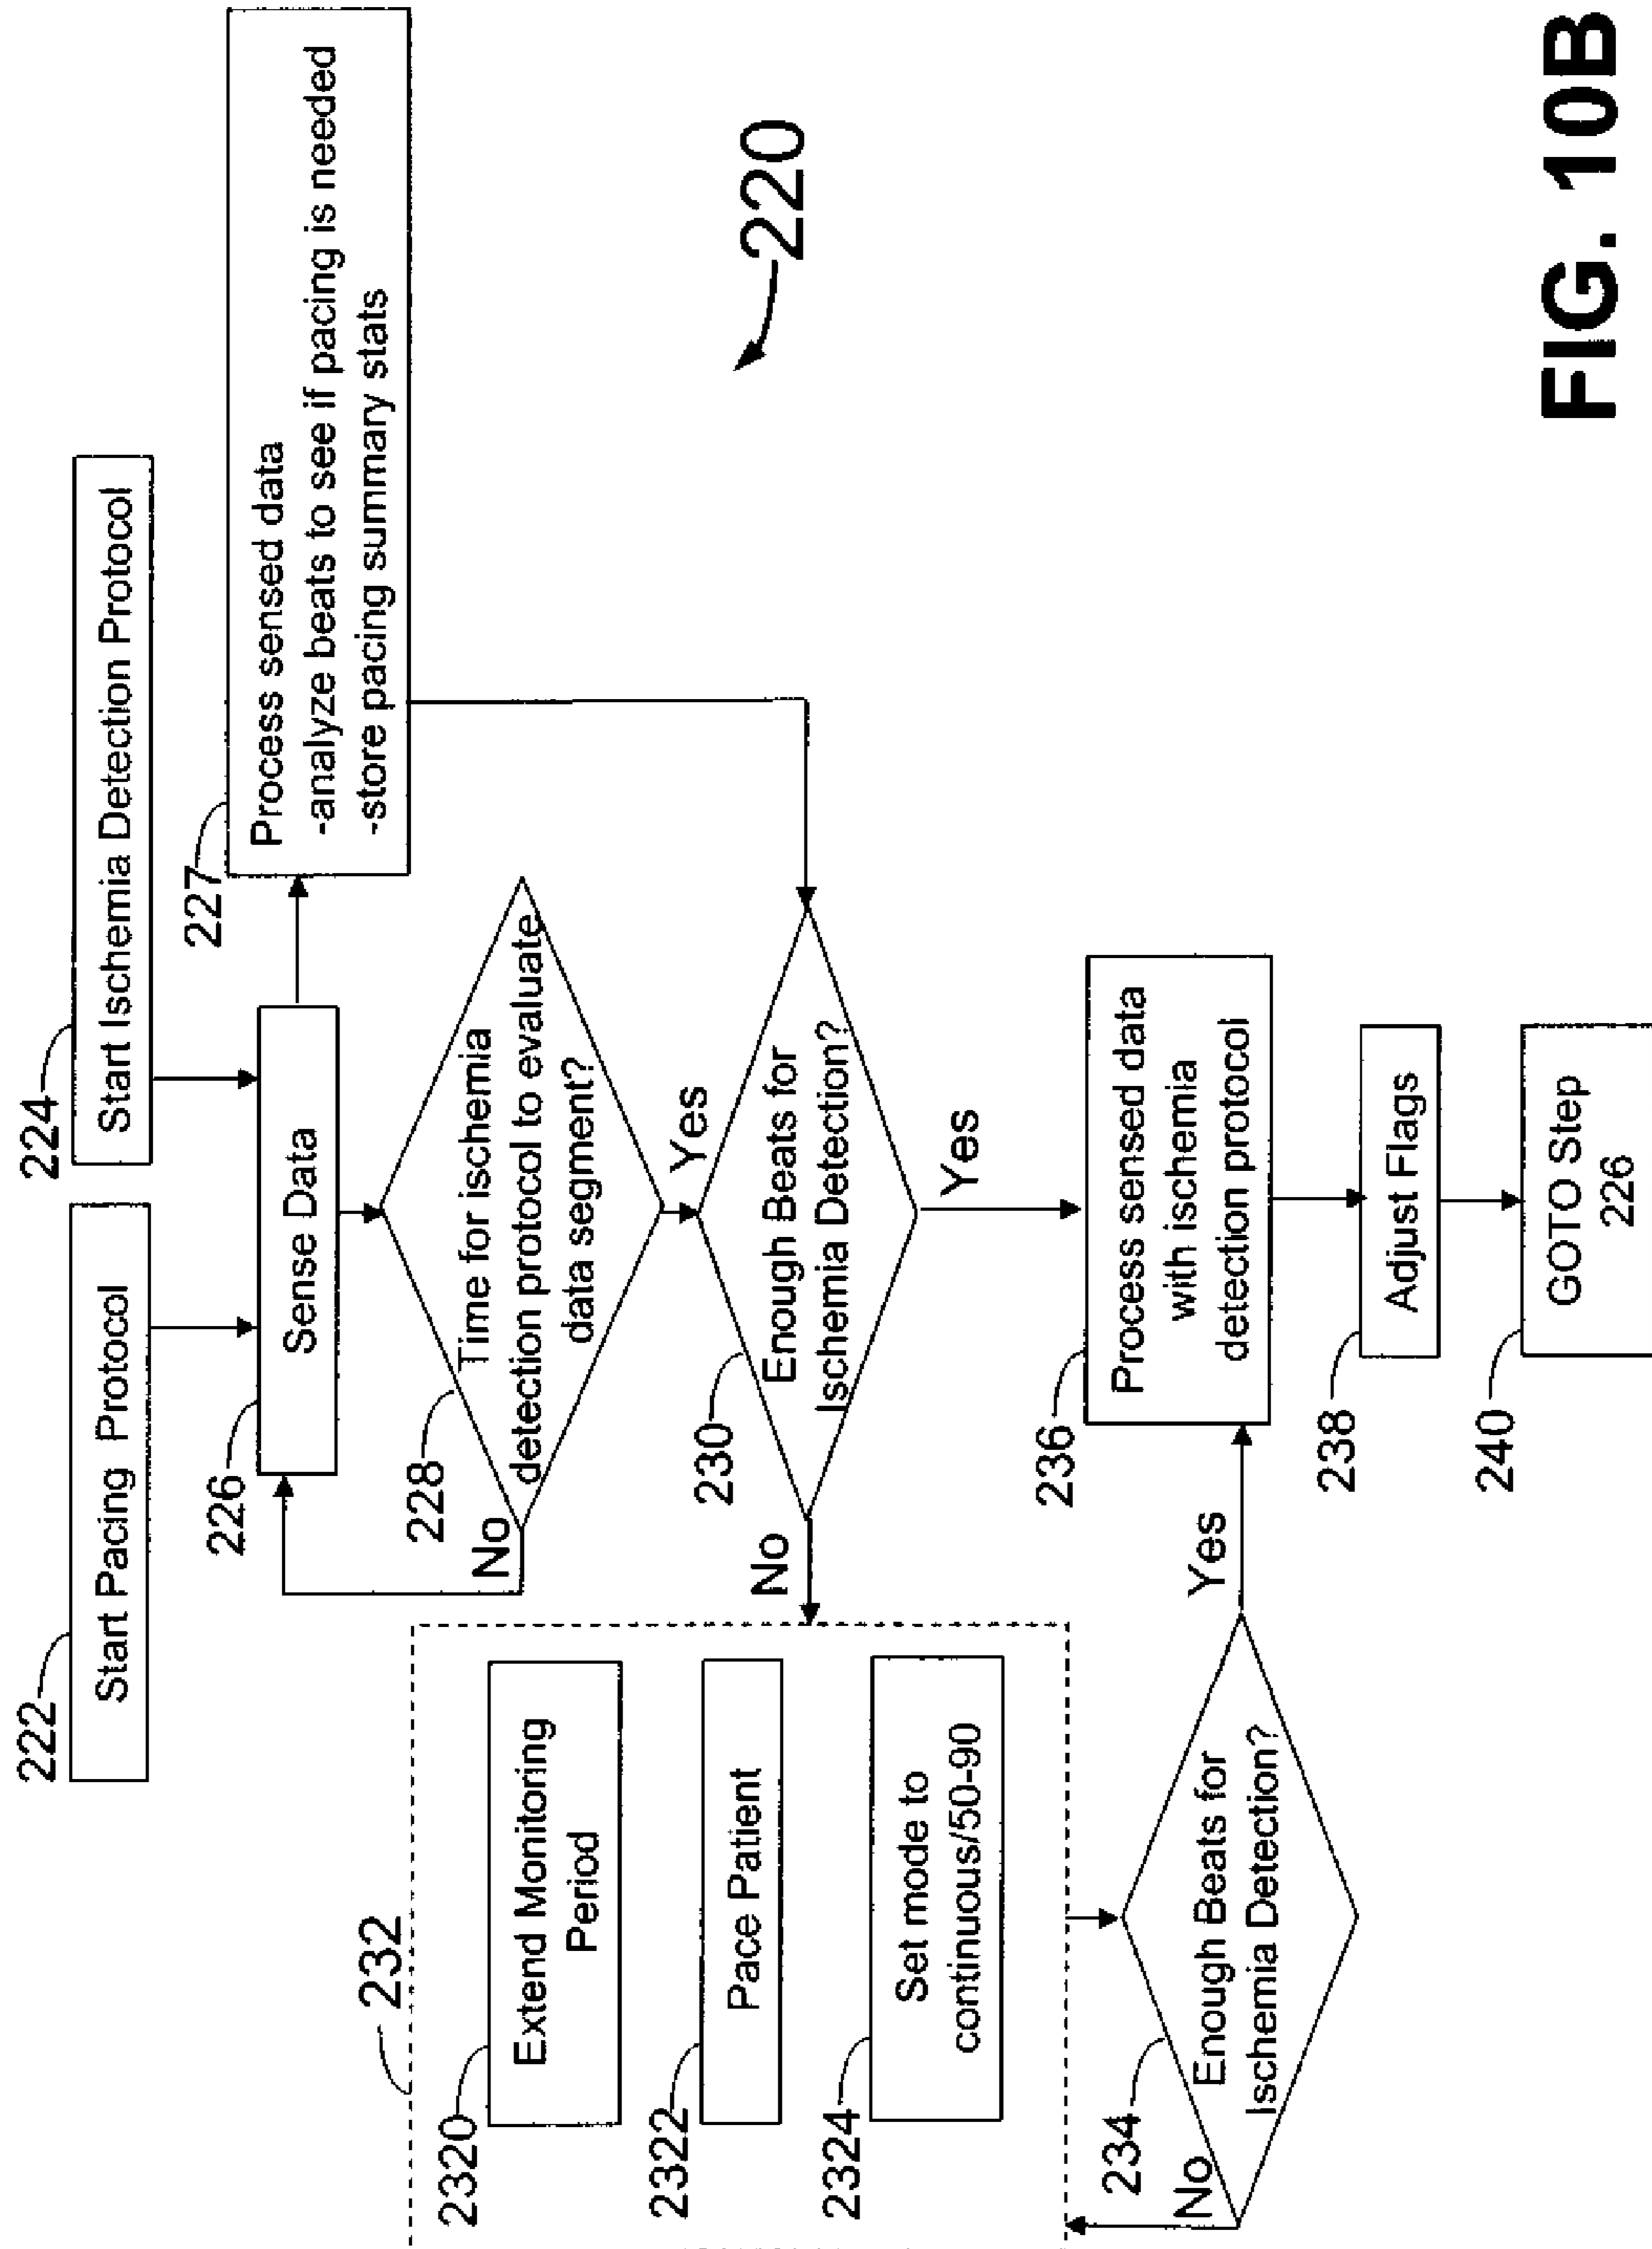 222
Start Pacing Protocol
224
Start Ischemia Detection Protocol
226
Sense Data
227
Process sensed data
-analyze beats to see if pacing is needed
-store pacing summary stats
228
Time for ischemia
detection protocol to evaluate
data segment?
No
Yes
220
230
Enough Beats for
Ischemia Detection?
No
Yes
232
2320
Extend Monitoring
Period
2322
Pace Patient
2324
Set mode to
continuous/50-90
234
Enough Beats for
Ischemia Detection?
No
Yes
236
Process sensed data
with ischemia
detection protocol
238
Adjust Flags
240
GOTO Step
226
FIG. 10B